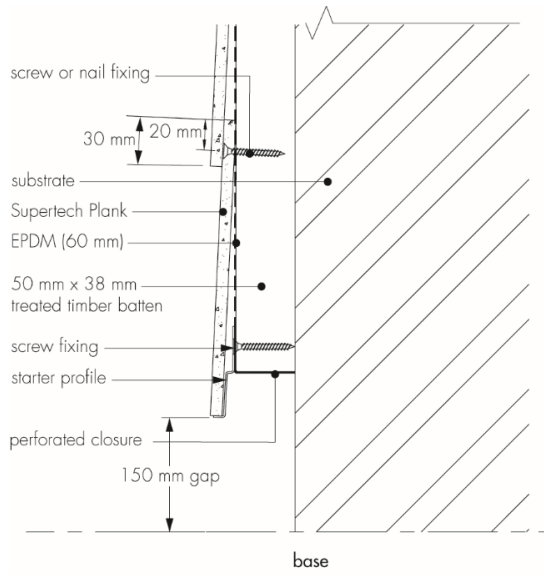 screw or nail fixing
20 mm
30 mm
substrate
Supertech Plank
EPDM (60 mm)
50 mm x 38 mm
treated timber batten
screw fixing
starter profile
perforated closure
150 mm gap
base